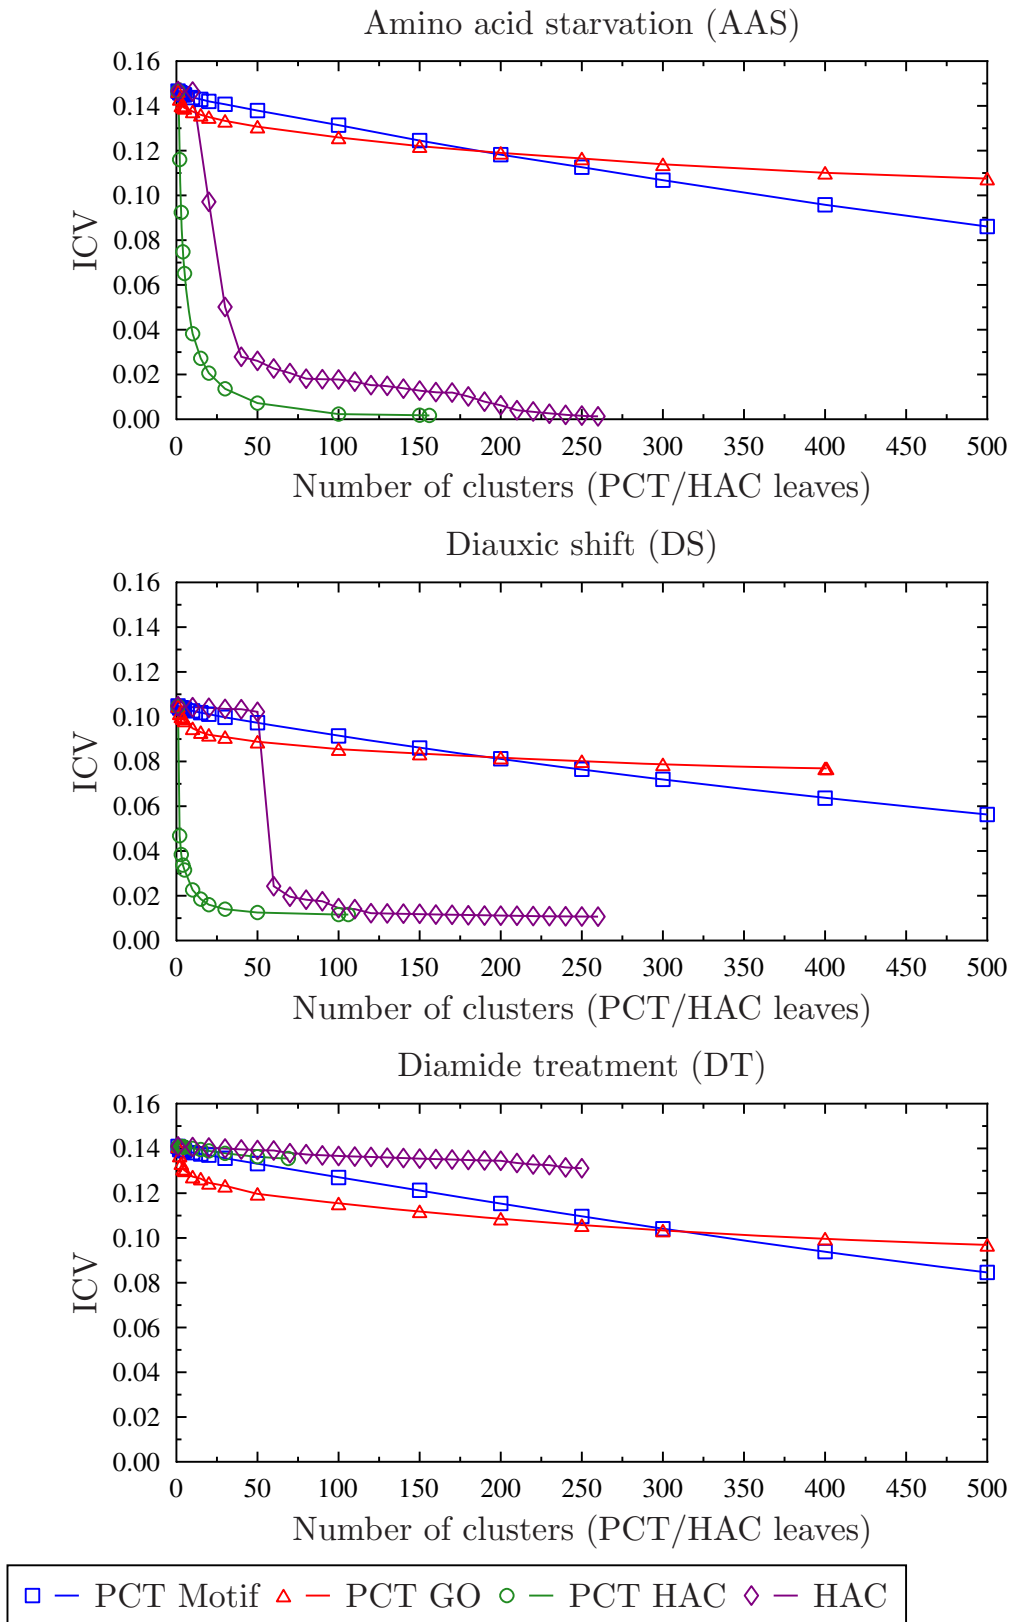 Amino acid starvation (AAS)
0.16
0.14
0.12
0.10
0.08
0.06
0.04
0.02
0.00
ICV
0 50 100 150 200 250 300 350 400 450 500
Number of clusters (PCT/HAC leaves)
Diauxic shift (DS)
0.16
0.14
0.12
0.10
0.08
0.06
0.04
0.02
0.00
ICV
0 50 100 150 200 250 300 350 400 450 500
Number of clusters (PCT/HAC leaves)
Diamide treatment (DT)
0.16
0.14
0.12
0.10
0.08
0.06
0.04
0.02
0.00
ICV
0 50 100 150 200 250 300 350 400 450 500
Number of clusters (PCT/HAC leaves)
PCT Motif PCT GO PCT HAC HAC